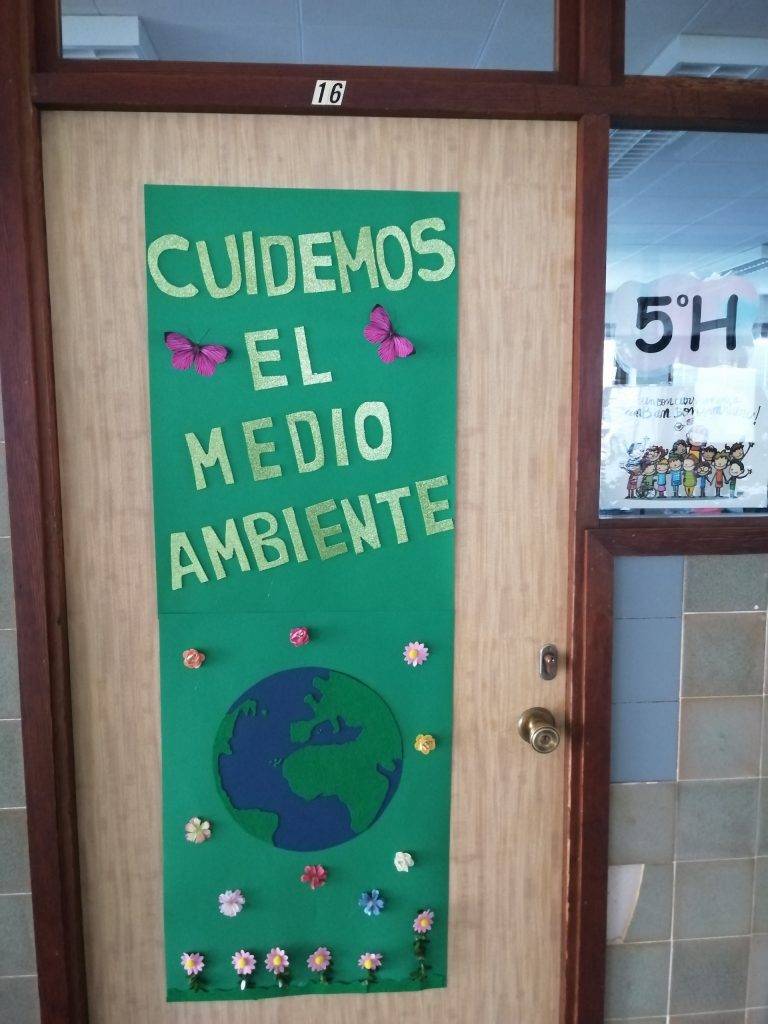 16
CUIDEMOS
EL
MEDIO
AMBIENTE
5ºH